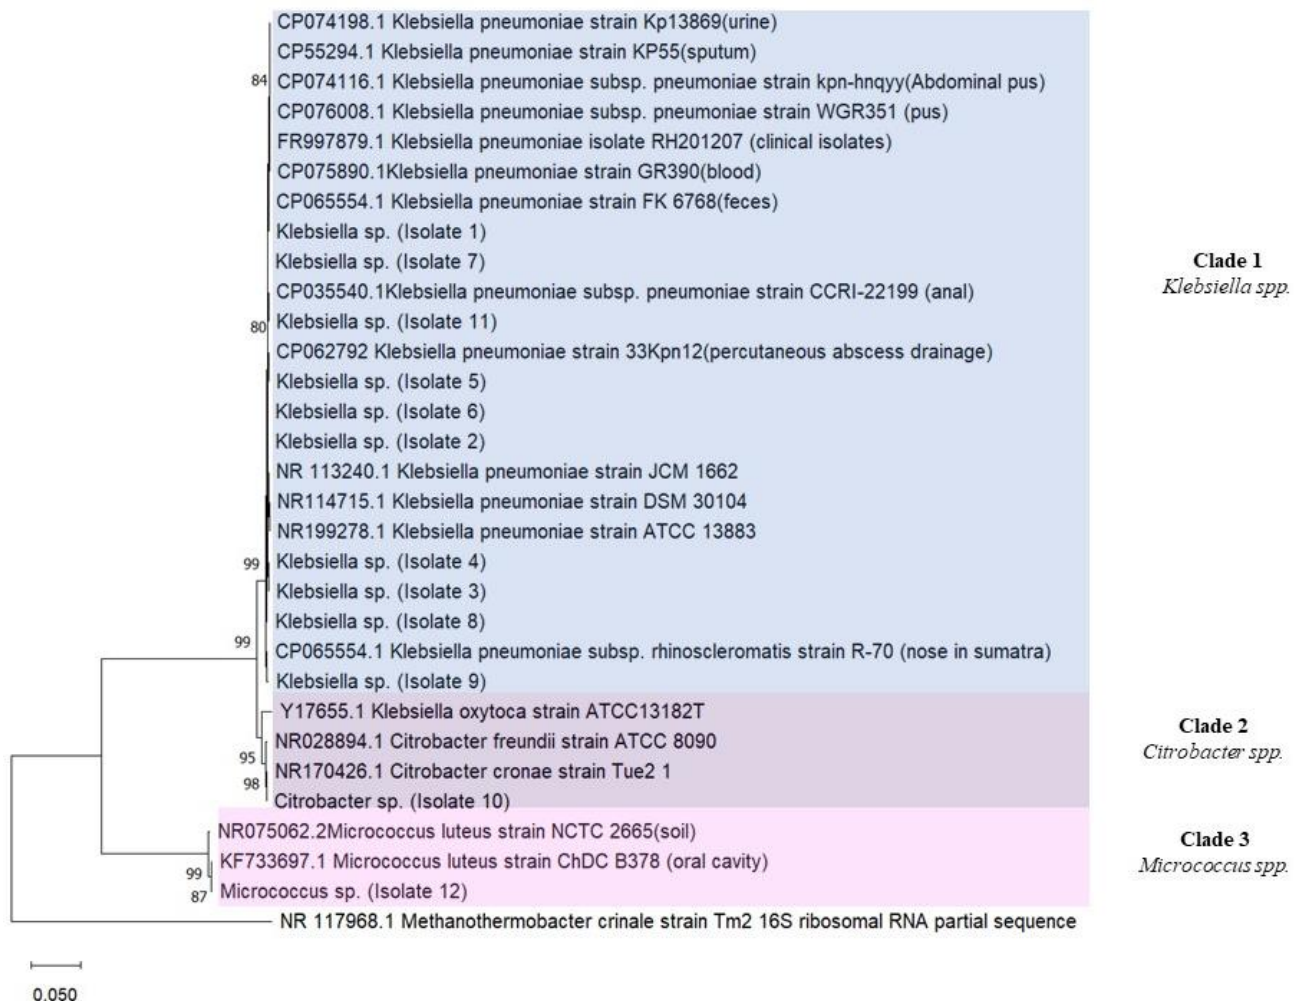 CP074198.1 Klebsiella pneumoniae strain Kp13869(urine)
CP55294.1 Klebsiella pneumoniae strain KP55(sputum)
84
CP074116.1 Klebsiella pneumoniae subsp. pneumoniae strain kpn-hnqyy(Abdominal pus)
CP076008.1 Klebsiella pneumoniae subsp. pneumoniae strain WGR351 (pus)
FR997879.1 Klebsiella pneumoniae isolate RH201207 (clinical isolates)
CP075890.1Klebsiella pneumoniae strain GR390(blood)
CP065554.1 Klebsiella pneumoniae strain FK 6768(feces)
Klebsiella sp. (Isolate 1)
Klebsiella sp. (Isolate 7)
Clade 1
Klebsiella spp.
CP035540.1Klebsiella pneumoniae subsp. pneumoniae strain CCRI-22199 (anal)
80
Klebsiella sp. (Isolate 11)
CP062792 Klebsiella pneumoniae strain 33Kpn12(percutaneous abscess drainage)
Klebsiella sp. (Isolate 5)
Klebsiella sp. (Isolate 6)
Klebsiella sp. (Isolate 2)
NR 113240.1 Klebsiella pneumoniae strain JCM 1662
NR114715.1 Klebsiella pneumoniae strain DSM 30104
NR199278.1 Klebsiella pneumoniae strain ATCC 13883
99
Klebsiella sp. (Isolate 4)
Klebsiella sp. (Isolate 3)
Klebsiella sp. (Isolate 8)
99
CP065554.1 Klebsiella pneumoniae subsp. rhinoscleromatis strain R-70 (nose in sumatra)
Klebsiella sp. (Isolate 9)
Y17655.1 Klebsiella oxytoca strain ATCC13182T
Clade 2
Citrobacter spp.
NR028894.1 Citrobacter freundii strain ATCC 8090
95
NR170426.1 Citrobacter cronae strain Tue2 1
98
Citrobacter sp. (Isolate 10)
NR075062.2Micrococcus luteus strain NCTC 2665(soil)
Clade 3
Micrococcus spp.
KF733697.1 Micrococcus luteus strain ChDC B378 (oral cavity)
99
87
Micrococcus sp. (Isolate 12)
NR 117968.1 Methanothermobacter crinale strain Tm2 16S ribosomal RNA partial sequence
0.050